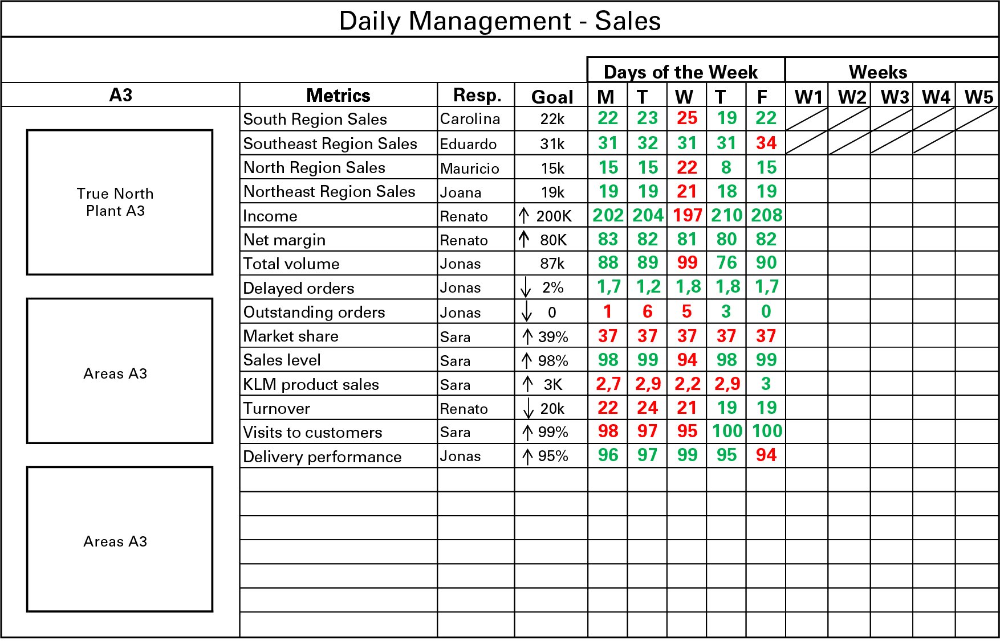 Daily Management - Sales
Days of the Week Weeks
A3 Metrics Resp. Goal M T W T F W1 W2 W3 W4 W5
South Region Sales Carolina 22k 22 23 25 19 22
Southeast Region Sales Eduardo 31k 31 32 31 31 34
North Region Sales Mauricio 15k 15 15 22 8 15
True North
Plant A3
Northeast Region Sales Joana 19k 19 19 21 18 19
Income Renato ↑ 200K 202 204 197 210 208
Net margin Renato ↑ 80K 83 82 81 80 82
Total volume Jonas 87k 88 89 99 76 90
Delayed orders Jonas ↓ 2% 1,7 1,2 1,8 1,8 1,7
Outstanding orders Jonas ↓ 0 1 6 5 3 0
Market share Sara ↑ 39% 37 37 37 37 37
Sales level Sara ↑ 98% 98 99 94 98 99
Areas A3
KLM product sales Sara ↑ 3K 2,7 2,9 2,2 2,9 3
Turnover Renato ↓ 20k 22 24 21 19 19
Visits to customers Sara ↑ 99% 98 97 95 100 100
Delivery performance Jonas ↑ 95% 96 97 99 95 94
Areas A3